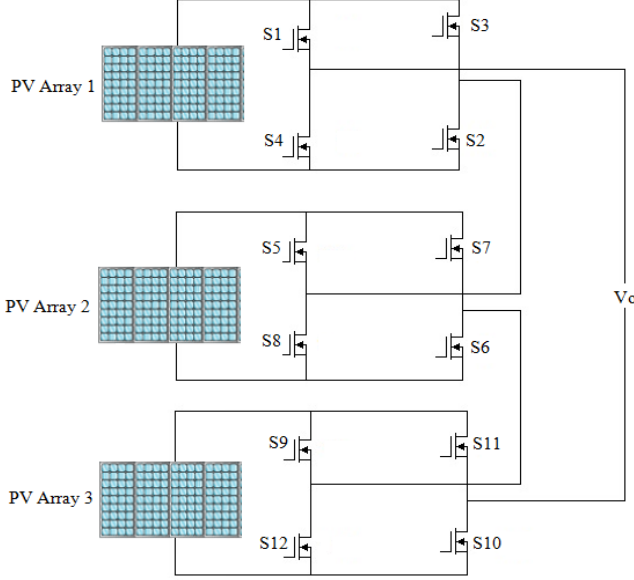 S1
S3
PV Array 1
S4
S2
S5
S7
PV Array 2
S8
S6
Vo
S9
S11
PV Array 3
S12
S10